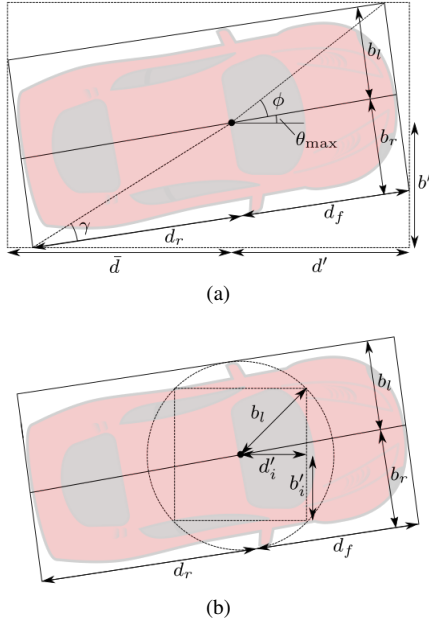 b_l
ϕ
θ_max
b_r
b'
γ
d_r
d_f
d̄
d'
(a)
b_l
b_l
d'_i
b'_i
b_r
d_r
d_f
(b)